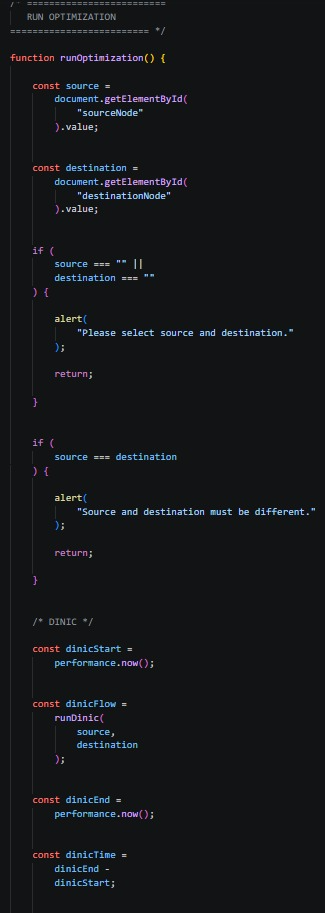 /* =========================
RUN OPTIMIZATION
========================= */
function runOptimization() {
const source =
document.getElementById(
"sourceNode"
).value;
const destination =
document.getElementById(
"destinationNode"
).value;
if (
source === "" ||
destination === ""
) {
alert(
"Please select source and destination."
);
return;
}
if (
source === destination
) {
alert(
"Source and destination must be different."
);
return;
}
/* DINIC */
const dinicStart =
performance.now();
const dinicFlow =
runDinic(
source,
destination
);
const dinicEnd =
performance.now();
const dinicTime =
dinicEnd -
dinicStart;